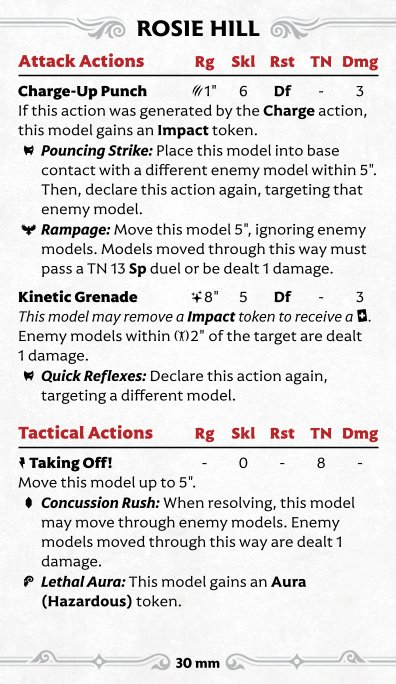 ROSIE HILL
Attack Actions Rg Skl Rst TN Dmg
Charge-Up Punch 1" 6 Df - 3
If this action was generated by the Charge action,
this model gains an Impact token.
Pouncing Strike: Place this model into base
contact with a different enemy model within 5".
Then, declare this action again, targeting that
enemy model.
Rampage: Move this model 5", ignoring enemy
models. Models moved through this way must
pass a TN 13 Sp duel or be dealt 1 damage.
Kinetic Grenade 8" 5 Df - 3
This model may remove a Impact token to receive a .
Enemy models within 2" of the target are dealt
1 damage.
Quick Reflexes: Declare this action again,
targeting a different model.
Tactical Actions Rg Skl Rst TN Dmg
Taking Off! - 0 - 8 -
Move this model up to 5".
Concussion Rush: When resolving, this model
may move through enemy models. Enemy
models moved through this way are dealt 1
damage.
Lethal Aura: This model gains an Aura
(Hazardous) token.
30 mm